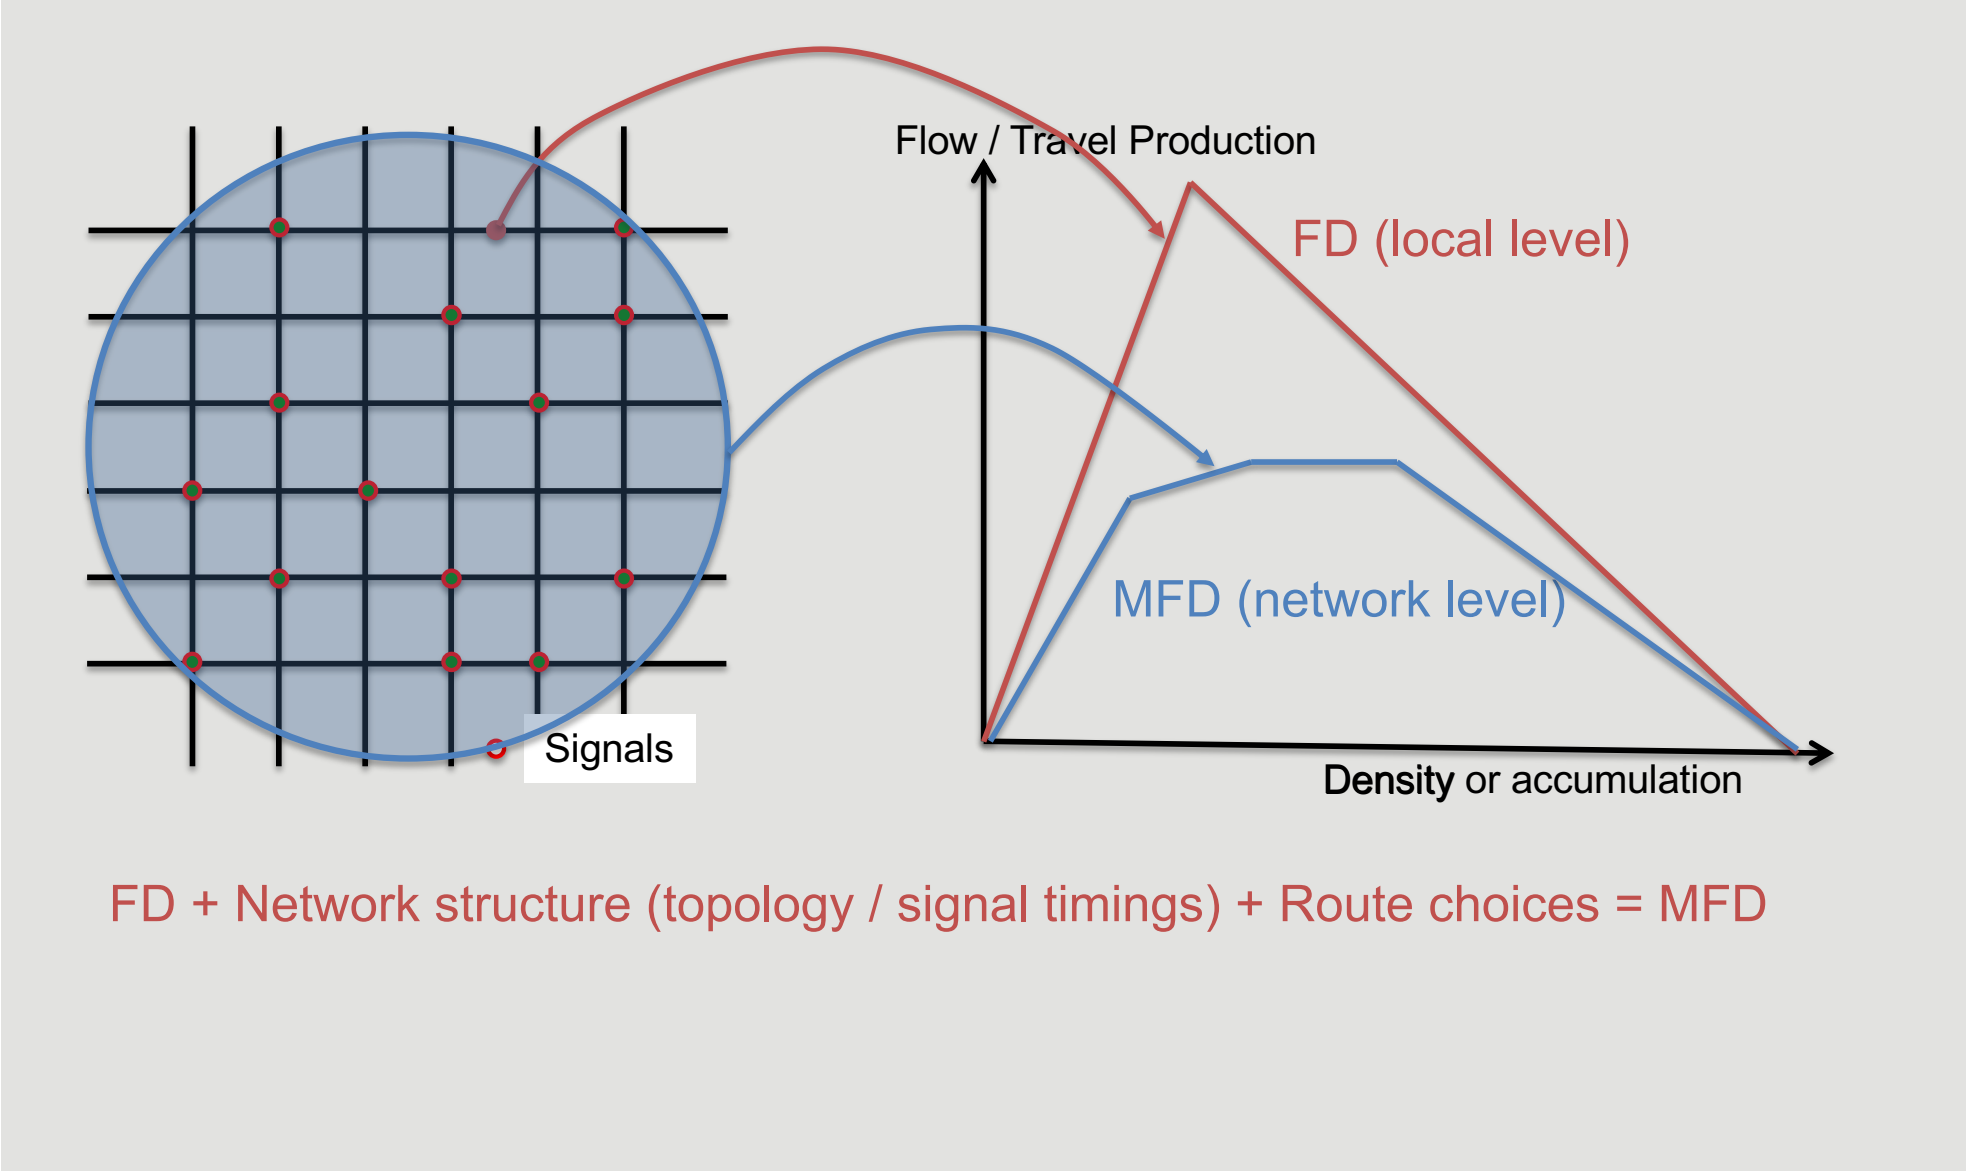 Flow / Travel Production
FD (local level)
MFD (network level)
Signals
Density or accumulation
FD + Network structure (topology / signal timings) + Route choices = MFD